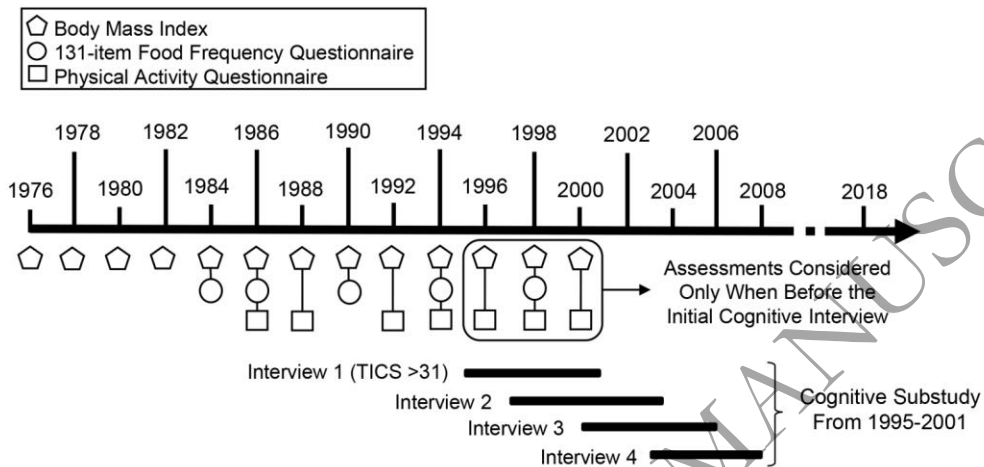 Body Mass Index
131-item Food Frequency Questionnaire
Physical Activity Questionnaire
1978 1982 1986 1990 1994 1998 2002 2006
1976 1980 1984 1988 1992 1996 2000 2004 2008 2018
Assessments Considered
Only When Before the
Initial Cognitive Interview
Interview 1 (TICS >31)
Interview 2
Interview 3
Interview 4
Cognitive Substudy
From 1995-2001
MANUSC